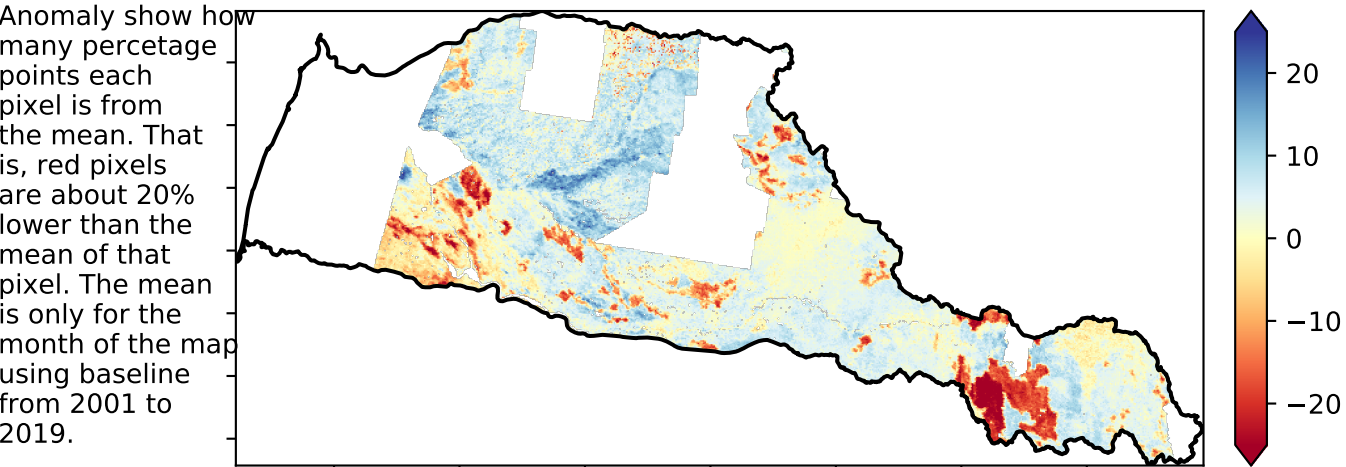 Anomaly show how
many percetage
points each
pixel is from
the mean. That
is, red pixels
are about 20%
lower than the
mean of that
pixel. The mean
is only for the
month of the map
using baseline
from 2001 to
2019.
20
10
0
−10
−20